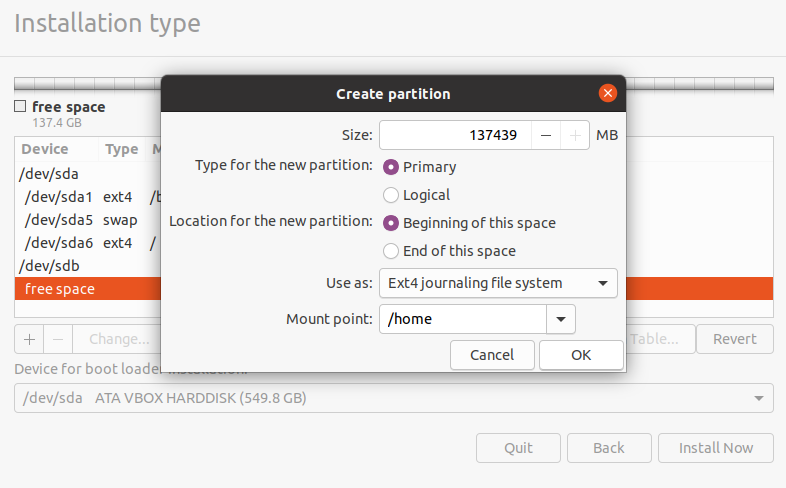 Installation type
Create partition
free space
137.4 GB
Size: 137439 MB
Type for the new partition: Primary
Logical
Location for the new partition: Beginning of this space
End of this space
Use as: Ext4 journaling file system
Mount point: /home
Cancel OK
Device Type
/dev/sda
/dev/sda1 ext4
/dev/sda5 swap
/dev/sda6 ext4 /
/dev/sdb
free space
+ − Change... Table... Revert
Device for boot loader installation:
/dev/sda ATA VBOX HARDDISK (549.8 GB)
Quit Back Install Now